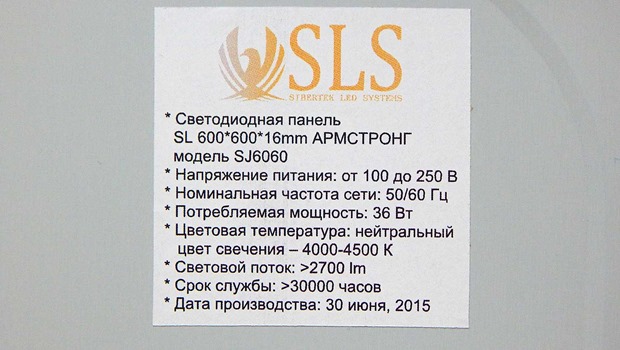 SLS
SIBERTEK LED SYSTEMS
* Светодиодная панель
SL 600*600*16mm АРМСТРОНГ
модель SJ6060
* Напряжение питания: от 100 до 250 В
* Номинальная частота сети: 50/60 Гц
* Потребляемая мощность: 36 Вт
* Цветовая температура: нейтральный
цвет свечения – 4000-4500 К
* Световой поток: >2700 lm
* Срок службы: >30000 часов
* Дата производства: 30 июня, 2015